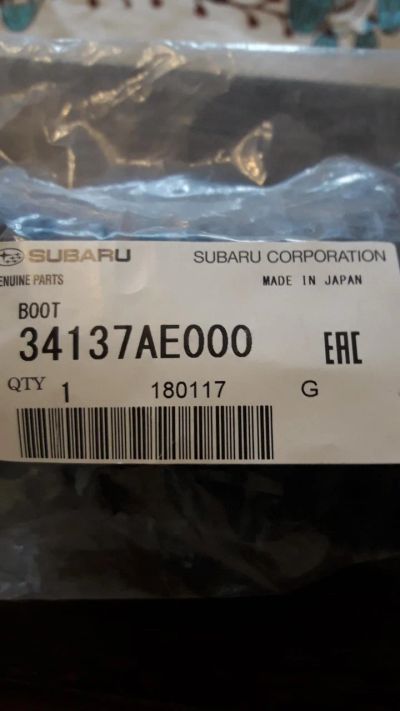 SUBARU SUBARU CORPORATION
ENUINE PARTS MADE IN JAPAN
BOOT
34137AE000 EAC
QTY 1 180117 G